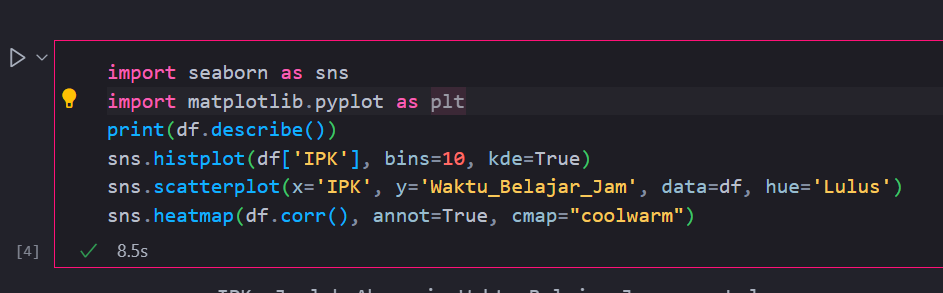 import seaborn as sns
import matplotlib.pyplot as plt
print(df.describe())
sns.histplot(df['IPK'], bins=10, kde=True)
sns.scatterplot(x='IPK', y='Waktu_Belajar_Jam', data=df, hue='Lulus')
sns.heatmap(df.corr(), annot=True, cmap="coolwarm")
[4] 8.5s